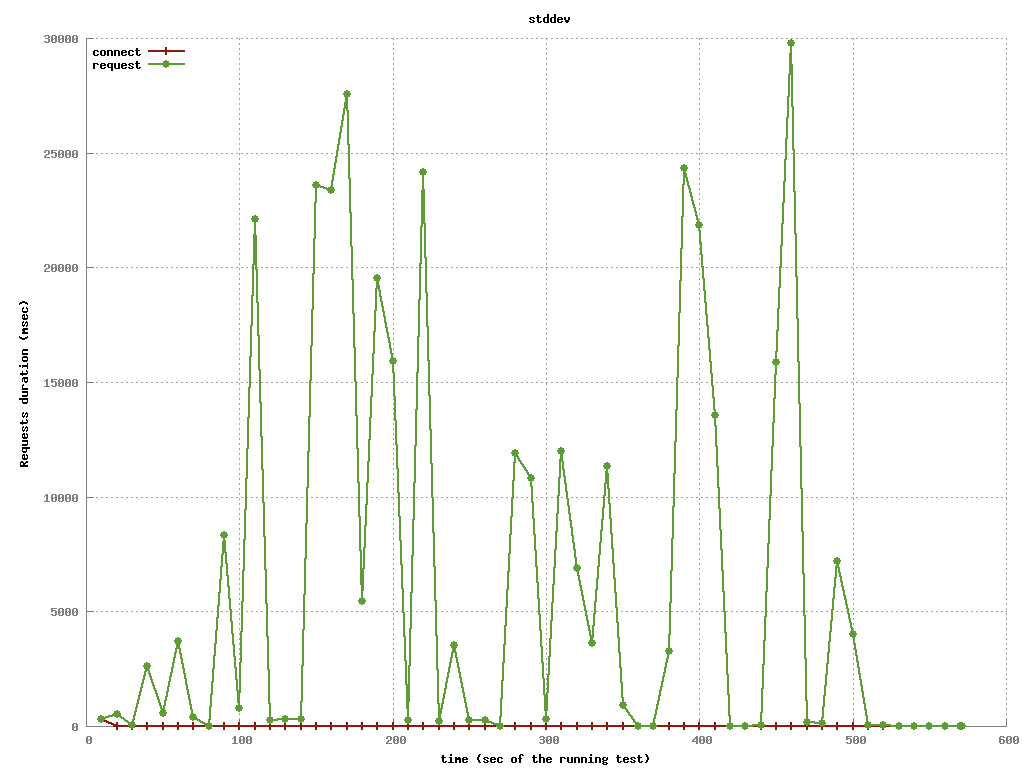 stddev
30000
connect
request
25000
20000
15000
10000
5000
0
0 100 200 300 400 500 600
Requests duration (msec)
time (sec of the running test)